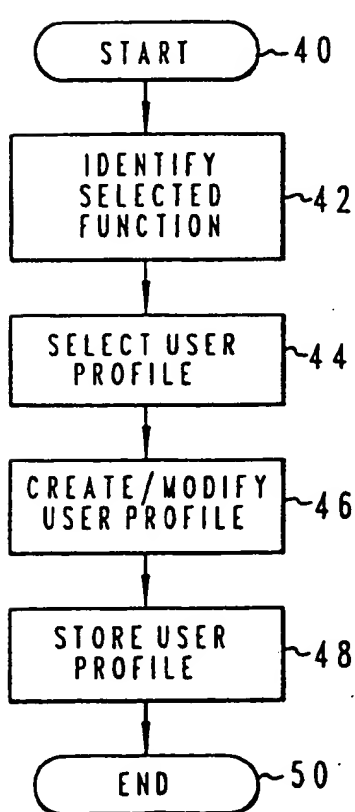 START 40
IDENTIFY
SELECTED
FUNCTION 42
SELECT USER
PROFILE 44
CREATE/MODIFY
USER PROFILE 46
STORE USER
PROFILE 48
END 50